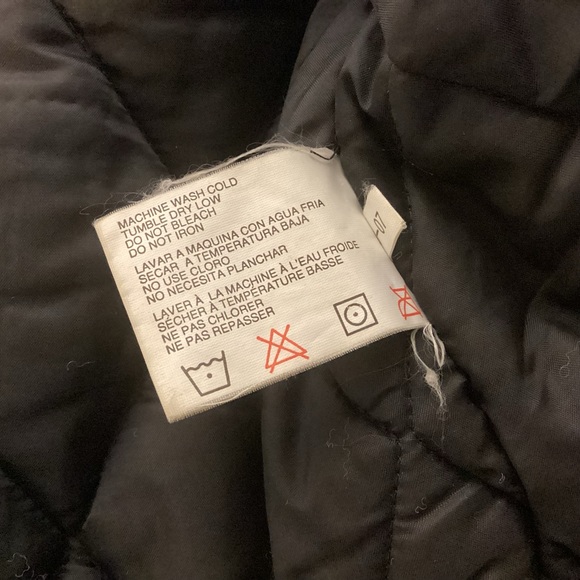 MACHINE WASH COLD
TUMBLE DRY LOW
DO NOT BLEACH
DO NOT IRON
LAVAR A MAQUINA CON AGUA FRIA
SECAR À TEMPERATURA BAJA
NO USE CLORO
NO NECESITA PLANCHAR
LAVER À LA MACHINE À L'EAU FROIDE
SÉCHER À TEMPÉRATURE BASSE
NE PAS CHLORER
NE PAS REPASSER
-07